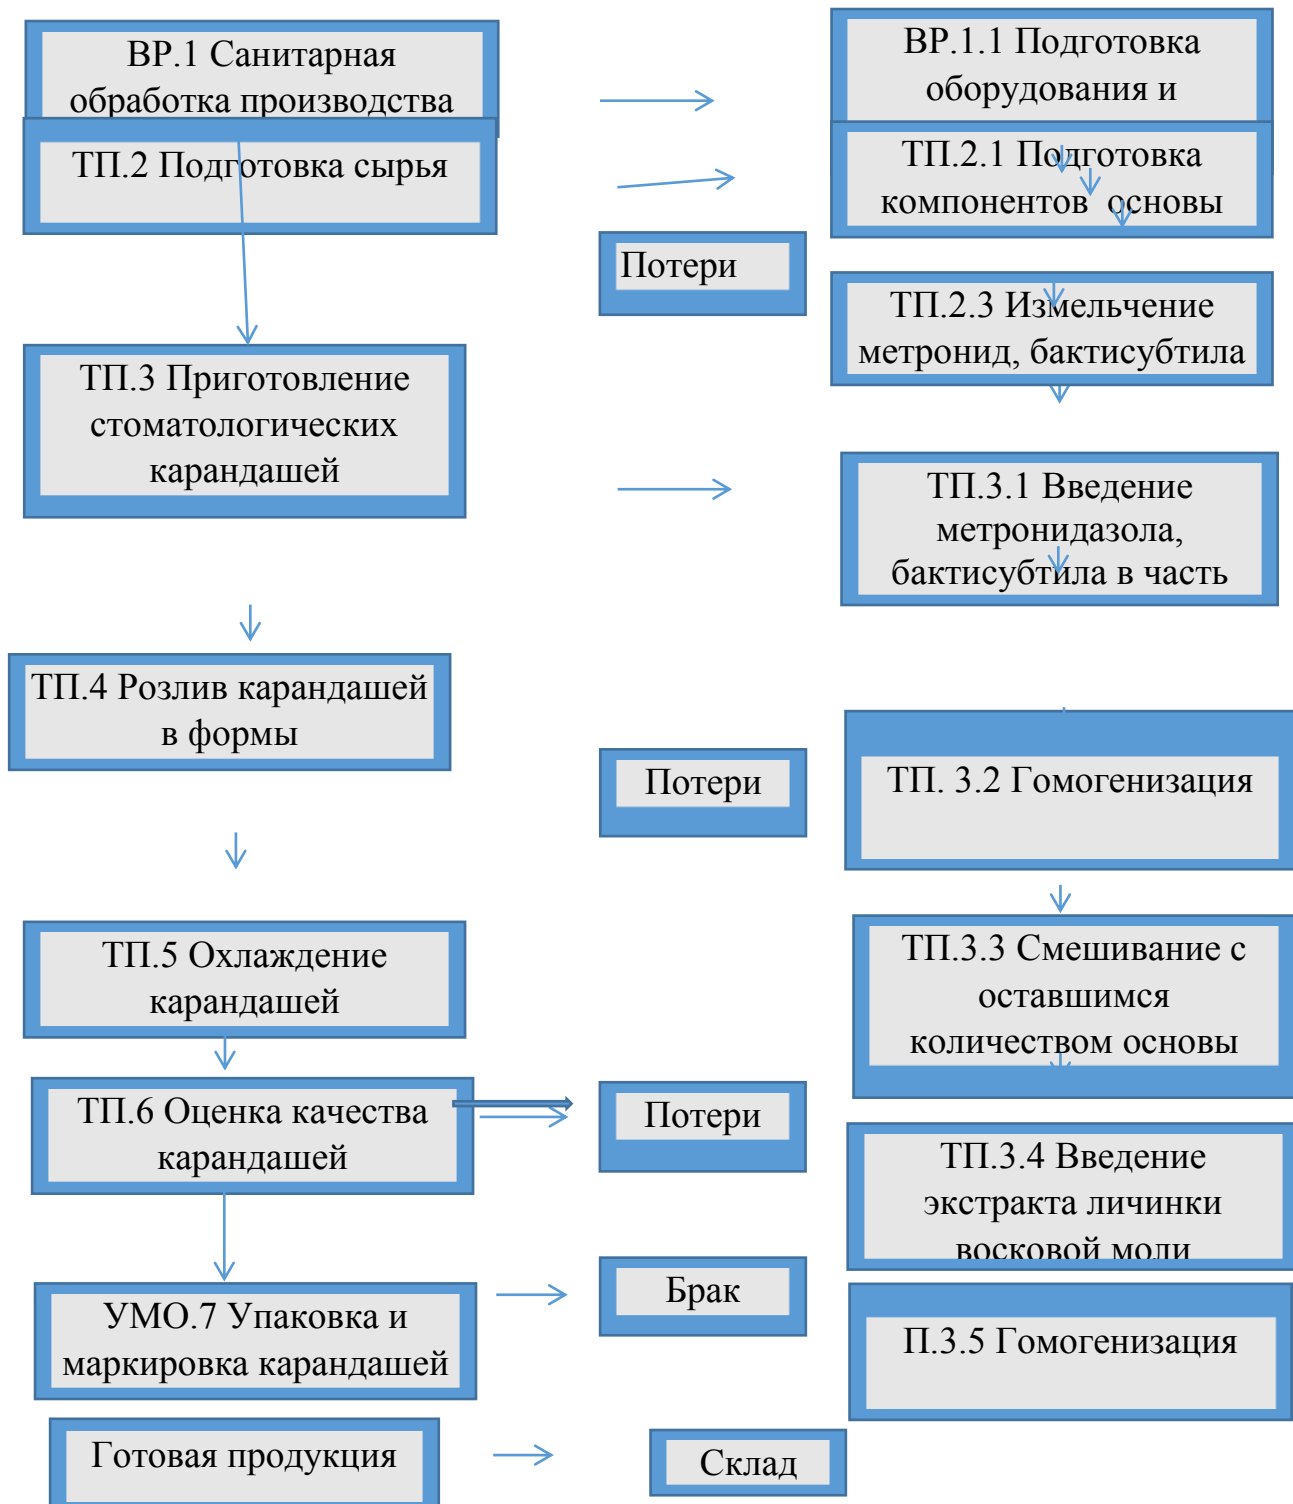 ВР.1 Санитарная
обработка производства
ВР.1.1 Подготовка
оборудования и
ТП.2 Подготовка сырья
ТП.2.1 Подготовка
компонентов основы
Потери
ТП.2.3 Измельчение
метронид, бактисубтила
ТП.3 Приготовление
стоматологических
карандашей
ТП.3.1 Введение
метронидазола,
бактисубтила в часть
ТП.4 Розлив карандашей
в формы
Потери
ТП. 3.2 Гомогенизация
ТП.5 Охлаждение
карандашей
ТП.3.3 Смешивание с
оставшимся
количеством основы
ТП.6 Оценка качества
карандашей
Потери
ТП.3.4 Введение
экстракта личинки
восковой моли
УМО.7 Упаковка и
маркировка карандашей
Брак
П.3.5 Гомогенизация
Готовая продукция
Склад